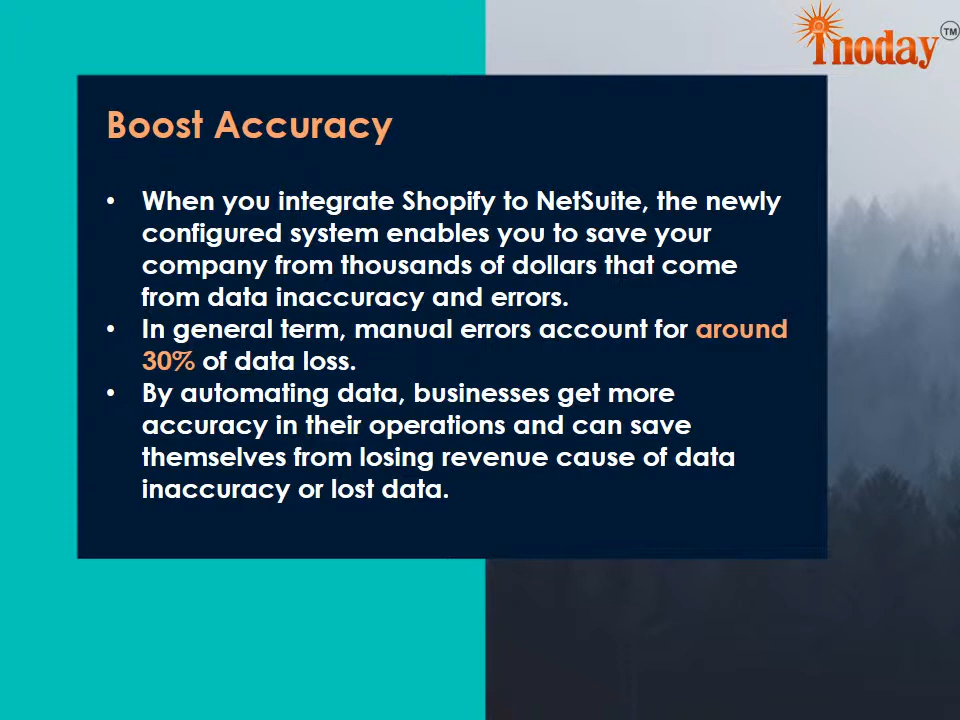 inoday TM
Boost Accuracy
• When you integrate Shopify to NetSuite, the newly
configured system enables you to save your
company from thousands of dollars that come
from data inaccuracy and errors.
• In general term, manual errors account for around
30% of data loss.
• By automating data, businesses get more
accuracy in their operations and can save
themselves from losing revenue cause of data
inaccuracy or lost data.